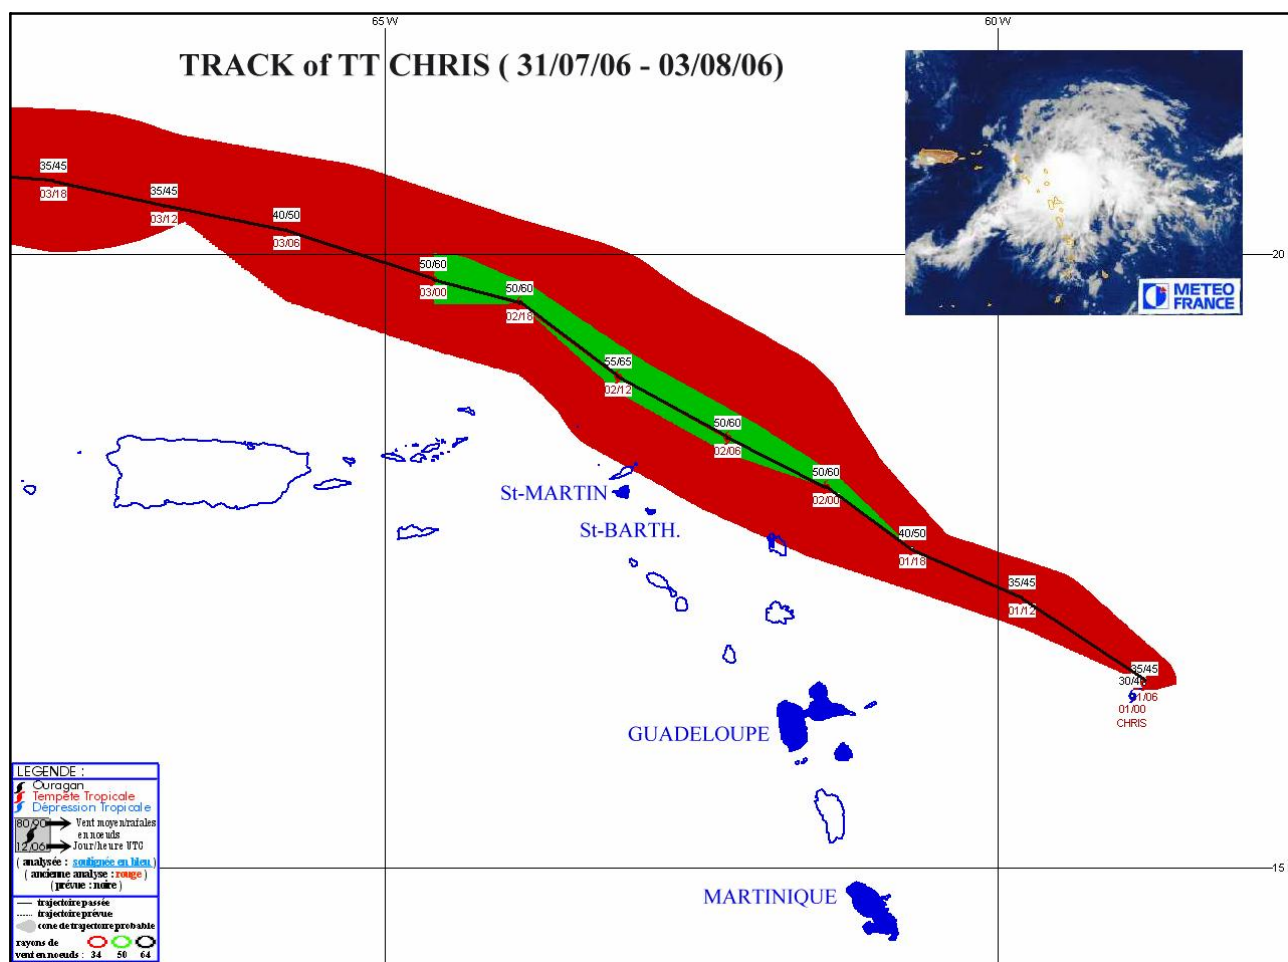 65 W
60 W
TRACK of TT CHRIS ( 31/07/06 - 03/08/06)
METEO
FRANCE
20
35/45
03/18
35/45
03/12
40/50
03/06
50/60
03/00
50/60
02/18
55/65
02/12
50/60
02/06
50/60
02/00
40/50
01/18
35/45
01/12
35/45
01/06
01/00
CHRIS
St-MARTIN
St-BARTH.
GUADELOUPE
MARTINIQUE
15
LEGENDE :
Ouragan
Tempête Tropicale
Dépression Tropicale
80/90 Vent moyen/rafales
en noeuds
12/06 Jour/heure UTC
( analysée : soulignée en bleu )
( ancienne analyse : rouge )
( prévue : noire )
trajectoire passée
trajectoire prévue
cone de trajectoire probable
rayons de
vent en noeuds : 34 50 64